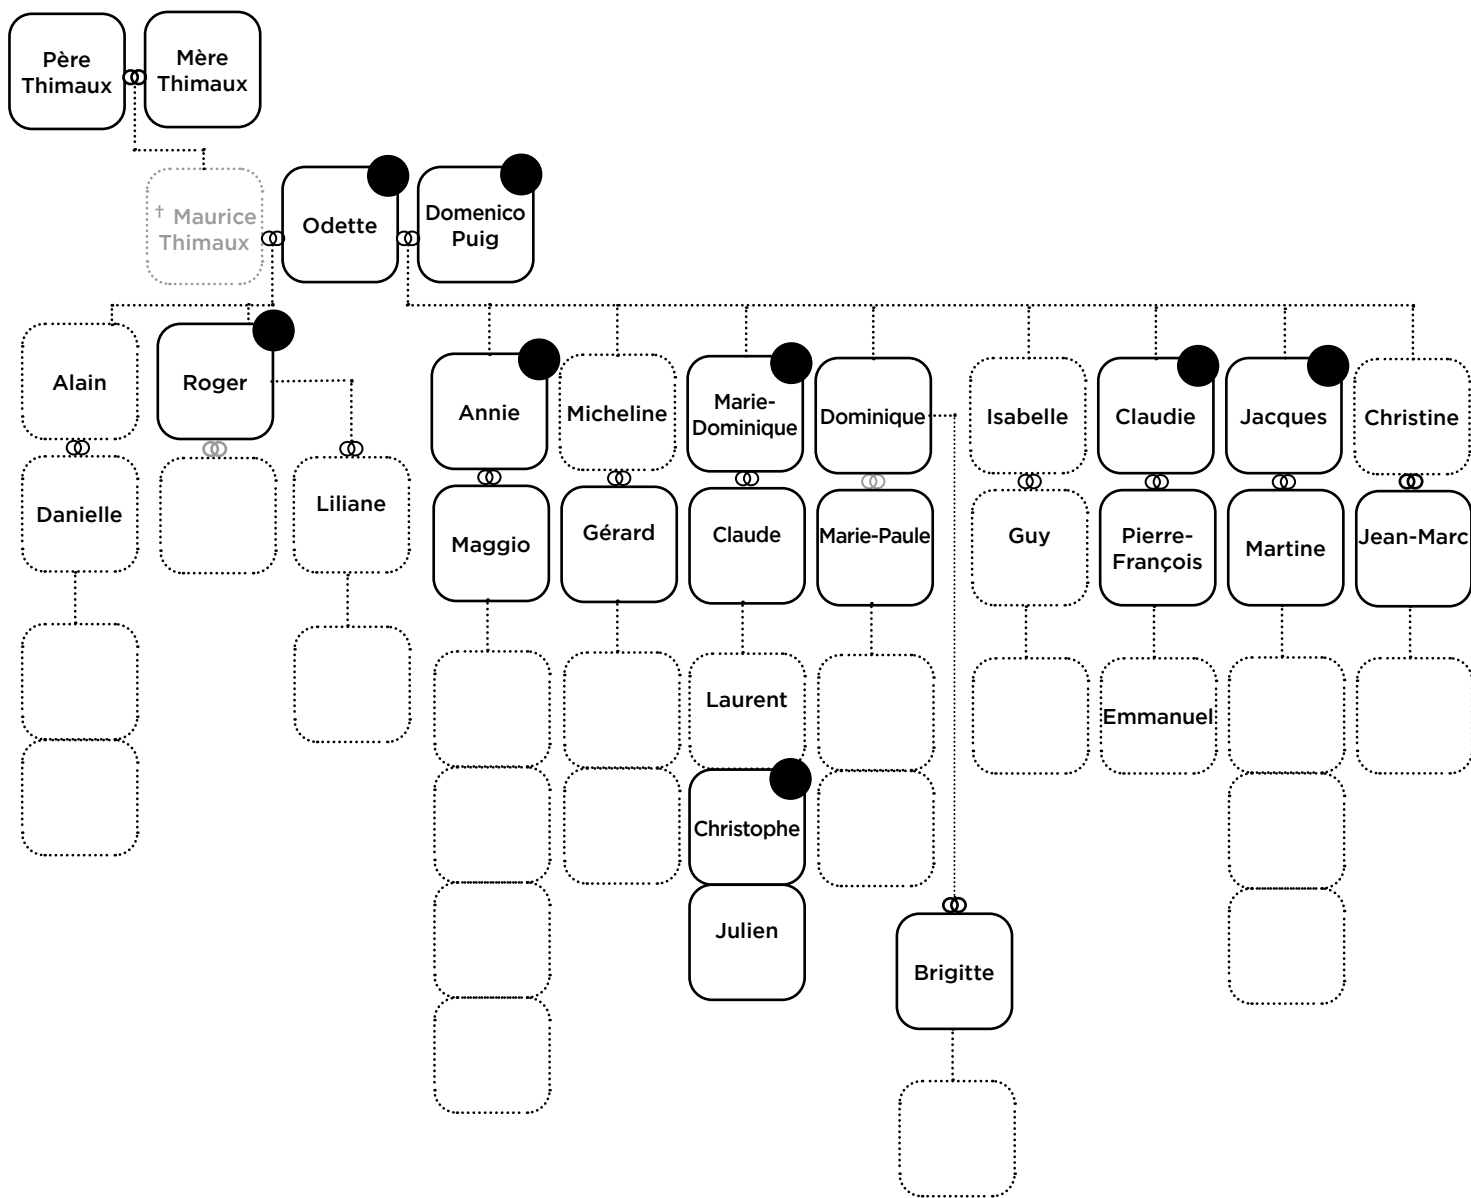 Père
Thimaux
Mère
Thimaux
† Maurice
Thimaux
Odette
Domenico
Puig
Alain
Roger
Annie
Micheline
Marie-
Dominique
Dominique
Isabelle
Claudie
Jacques
Christine
Danielle
Liliane
Maggio
Gérard
Claude
Marie-Paule
Guy
Pierre-
François
Martine
Jean-Marc
Laurent
Emmanuel
Christophe
Julien
Brigitte